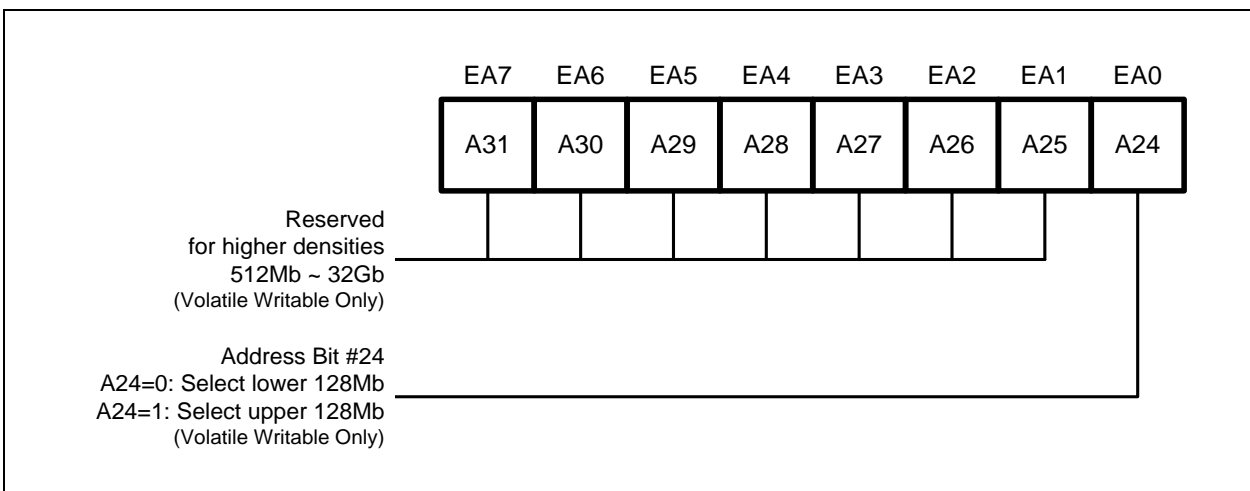 EA7 EA6 EA5 EA4 EA3 EA2 EA1 EA0
A31 A30 A29 A28 A27 A26 A25 A24
Reserved
for higher densities
512Mb ~ 32Gb
(Volatile Writable Only)
Address Bit #24
A24=0: Select lower 128Mb
A24=1: Select upper 128Mb
(Volatile Writable Only)